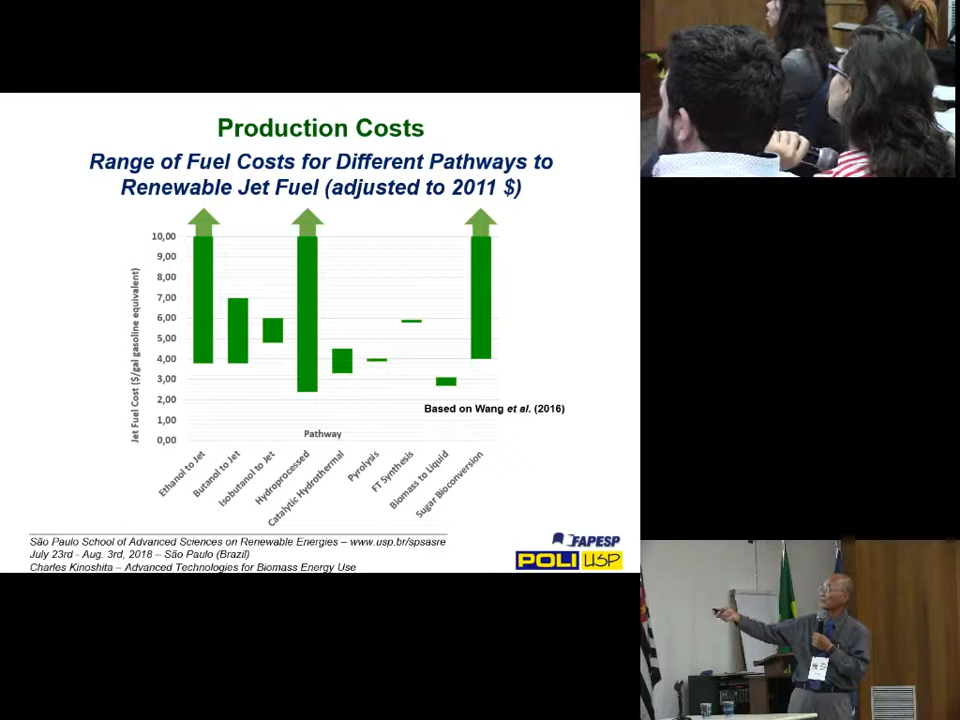 Production Costs
Range of Fuel Costs for Different Pathways to
Renewable Jet Fuel (adjusted to 2011 $)
Jet Fuel Cost ($/gal gasoline equivalent)
10,00
9,00
8,00
7,00
6,00
5,00
4,00
3,00
2,00
1,00
0,00
Based on Wang et al. (2016)
Pathway
Ethanol to Jet
Butanol to Jet
Isobutanol to Jet
Hydroprocessed
Catalytic Hydrothermal
Pyrolysis
FT Synthesis
Biomass to Liquid
Sugar Bioconversion
São Paulo School of Advanced Sciences on Renewable Energies – www.usp.br/spsasre
July 23rd - Aug. 3rd, 2018 – São Paulo (Brazil)
Charles Kinoshita – Advanced Technologies for Biomass Energy Use
FAPESP
POLI USP